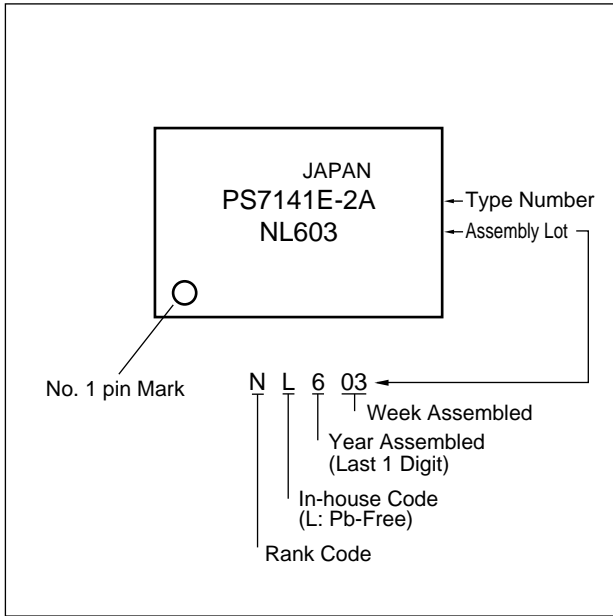 JAPAN
PS7141E-2A
NL603
Type Number
Assembly Lot
No. 1 pin Mark
N L 6 03
Week Assembled
Year Assembled
(Last 1 Digit)
In-house Code
(L: Pb-Free)
Rank Code